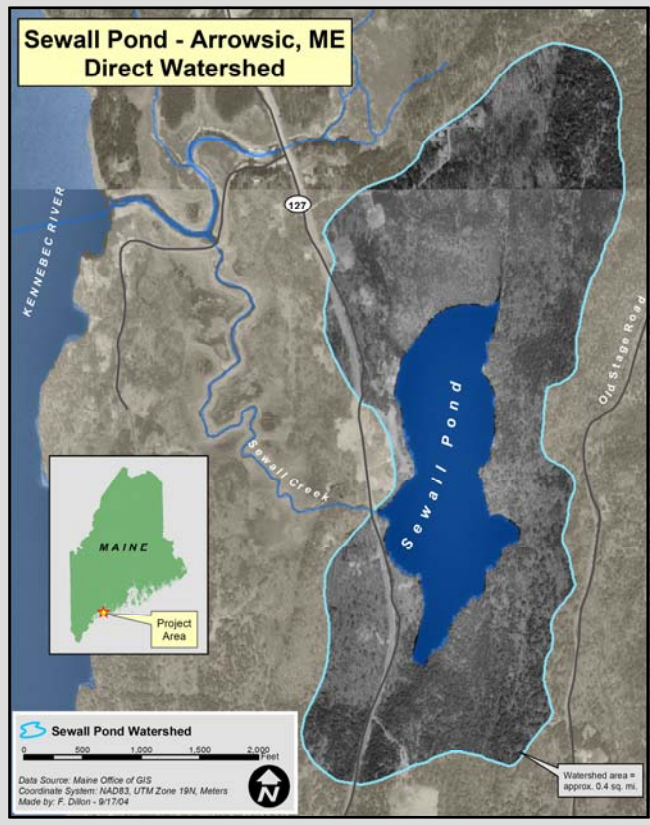 Sewall Pond - Arrowsic, ME
Direct Watershed
KENNEBEC RIVER
127
Old Stage Road
Sewall Pond
Sewall Creek
MAINE
Project
Area
Sewall Pond Watershed
0 500 1,000 1,500 2,000
Feet
Data Source: Maine Office of GIS
Coordinate System: NAD83, UTM Zone 19N, Meters
Made by: F. Dillon - 9/17/04
N
Watershed area =
approx. 0.4 sq. mi.